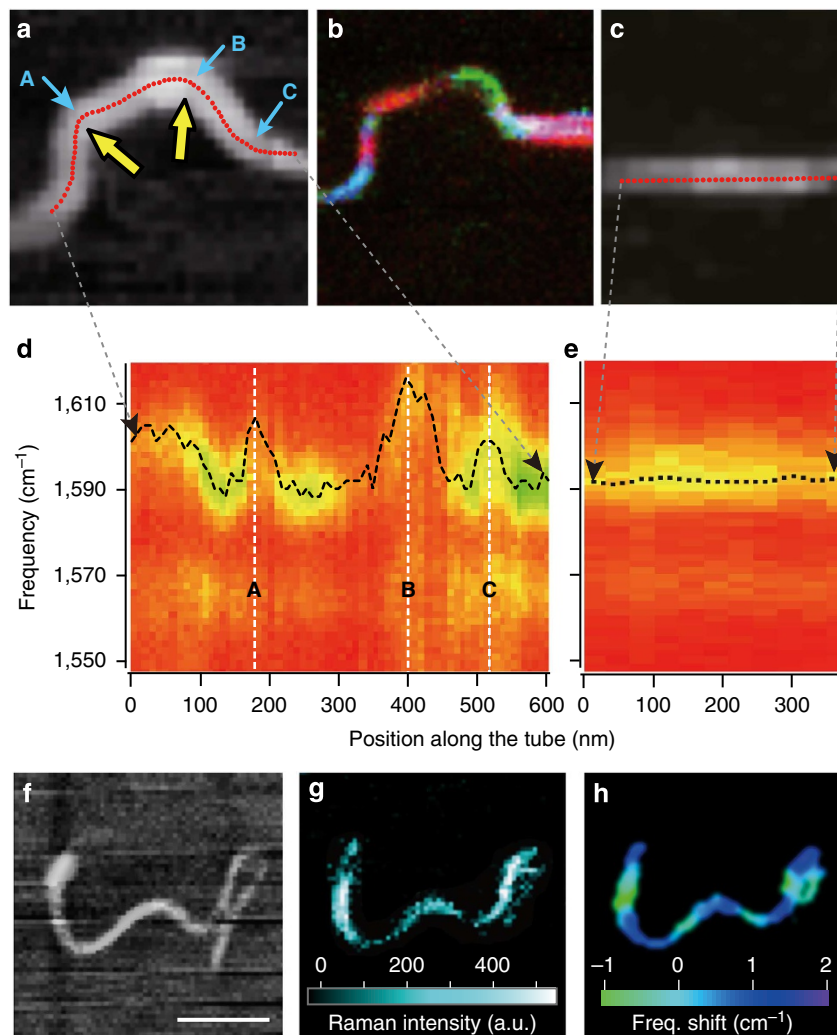 a
b
c
A
B
C
d
e
1,610
1,590
1,570
1,550
Frequency (cm⁻¹)
A
B
C
0 100 200 300 400 500 600
0 100 200 300
Position along the tube (nm)
f
g
h
0 200 400
Raman intensity (a.u.)
–1 0 1 2
Freq. shift (cm⁻¹)